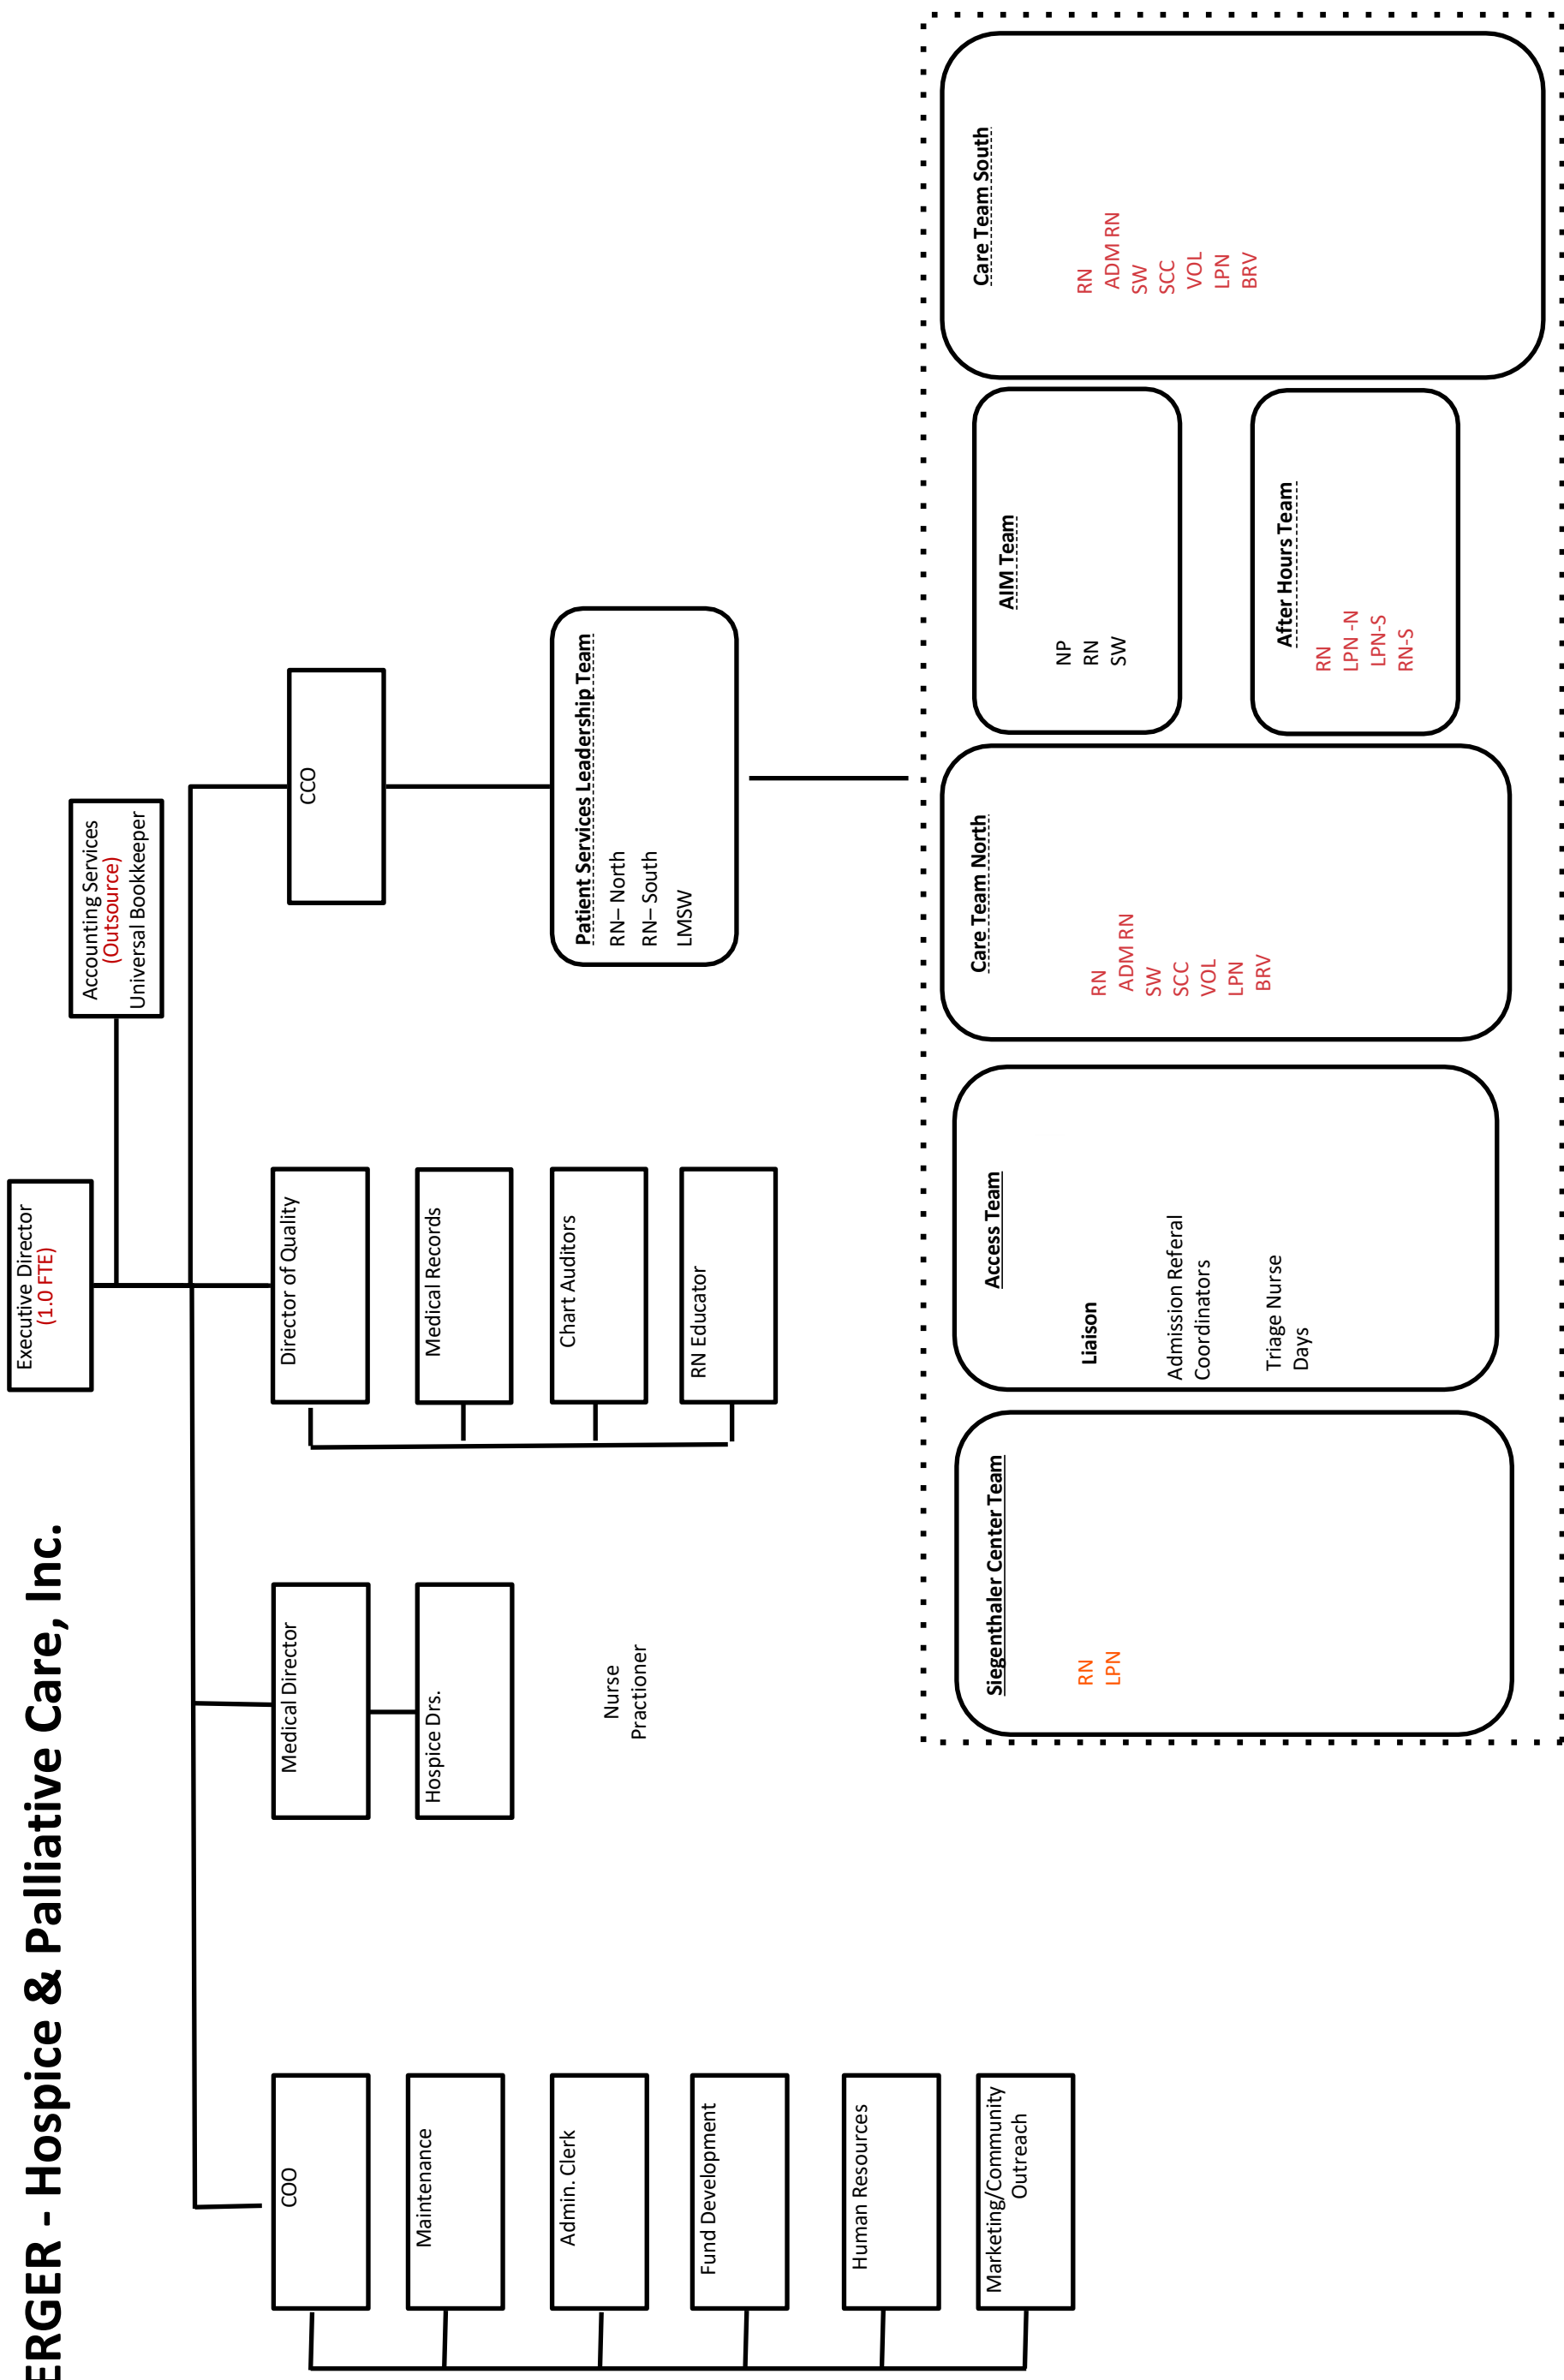 ERGER - Hospice & Palliative Care, Inc.
Executive Director
(1.0 FTE)
Accounting Services
(Outsource)
Universal Bookkeeper
COO
Maintenance
Admin. Clerk
Fund Development
Human Resources
Marketing/Community
Outreach
Medical Director
Hospice Drs.
Nurse
Practioner
Director of Quality
Medical Records
Chart Auditors
RN Educator
CCO
Patient Services Leadership Team
RN– North
RN– South
LMSW
Siegenthaler Center Team
RN
LPN
Access Team
Liaison
Admission Referal
Coordinators
Triage Nurse
Days
Care Team North
RN
ADM RN
SW
SCC
VOL
LPN
BRV
AIM Team
NP
RN
SW
After Hours Team
RN
LPN -N
LPN-S
RN-S
Care Team South
RN
ADM RN
SW
SCC
VOL
LPN
BRV